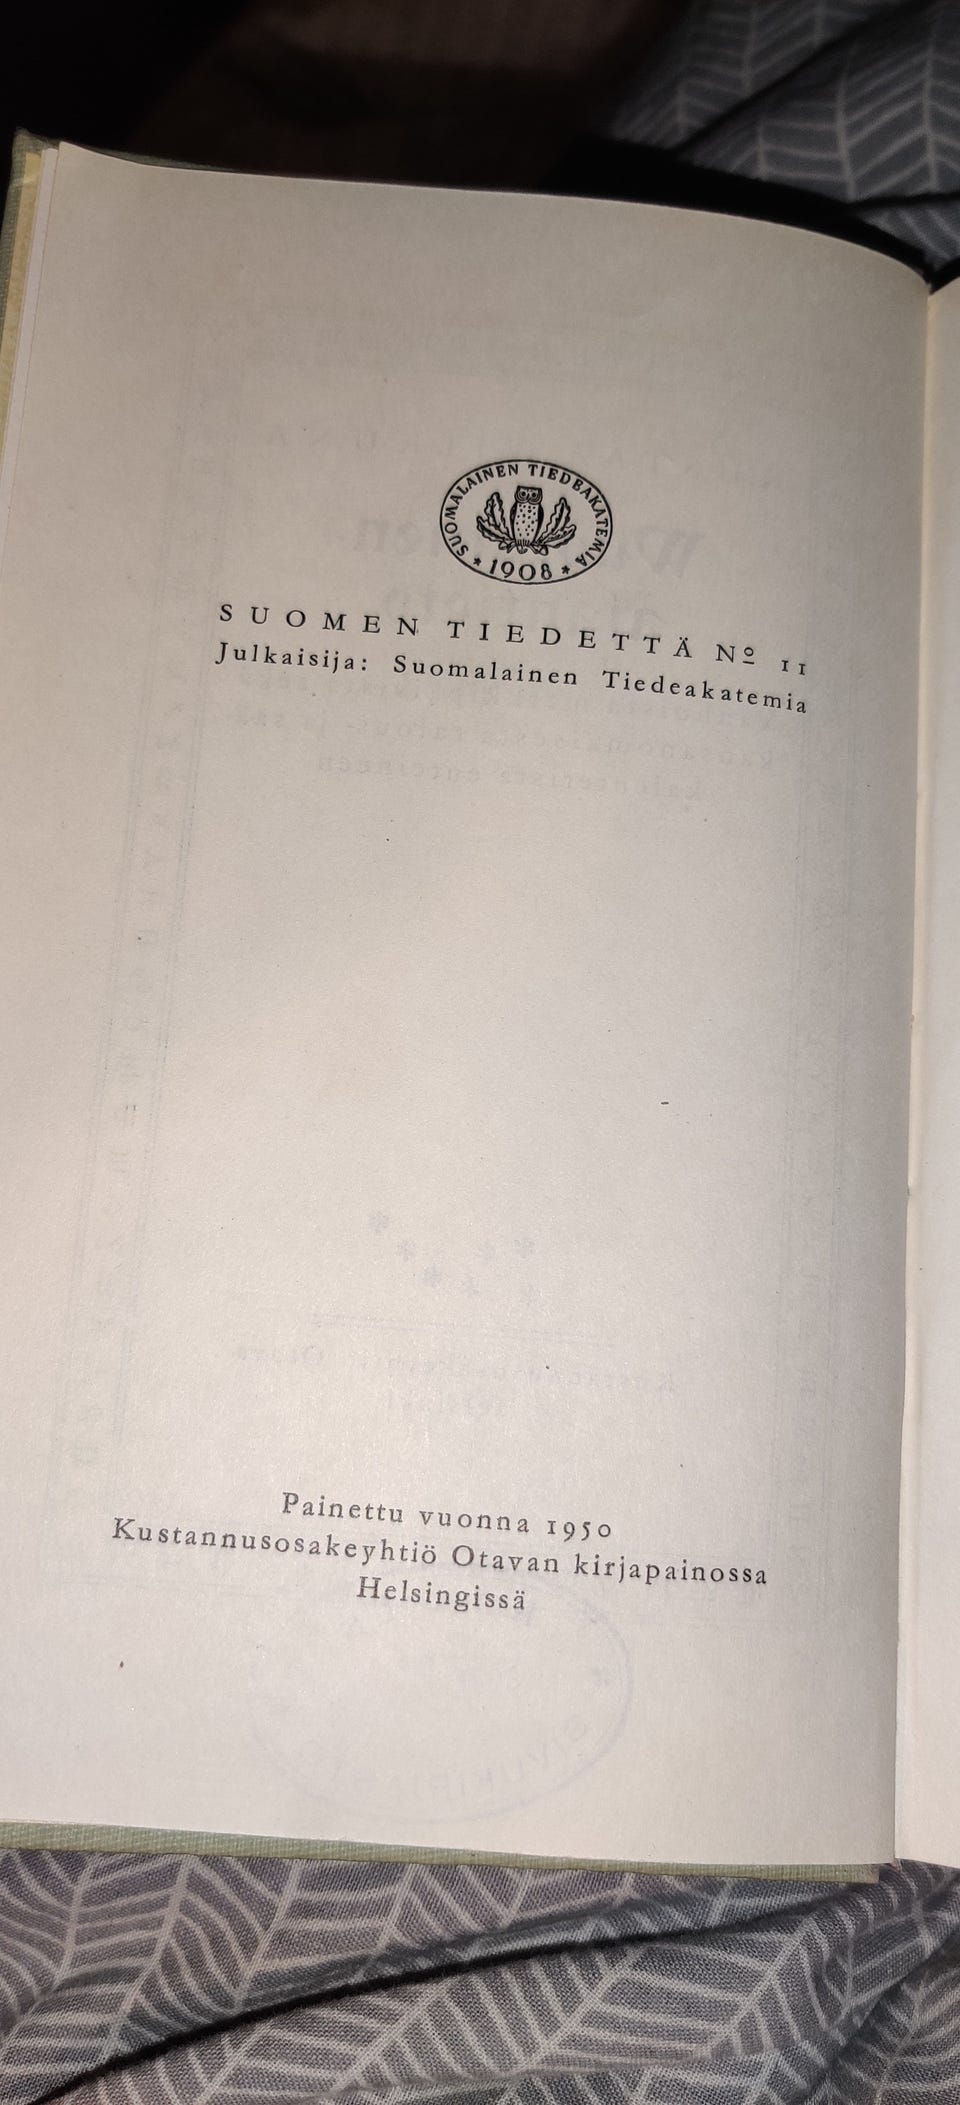 SUOMALAINEN TIEDEAKATEMIA
* 1908 *
SUOMEN TIEDETTÄ Nº 11
Julkaisija: Suomalainen Tiedeakatemia
Painettu vuonna 1950
Kustannusosakeyhtiö Otavan kirjapainossa
Helsingissä